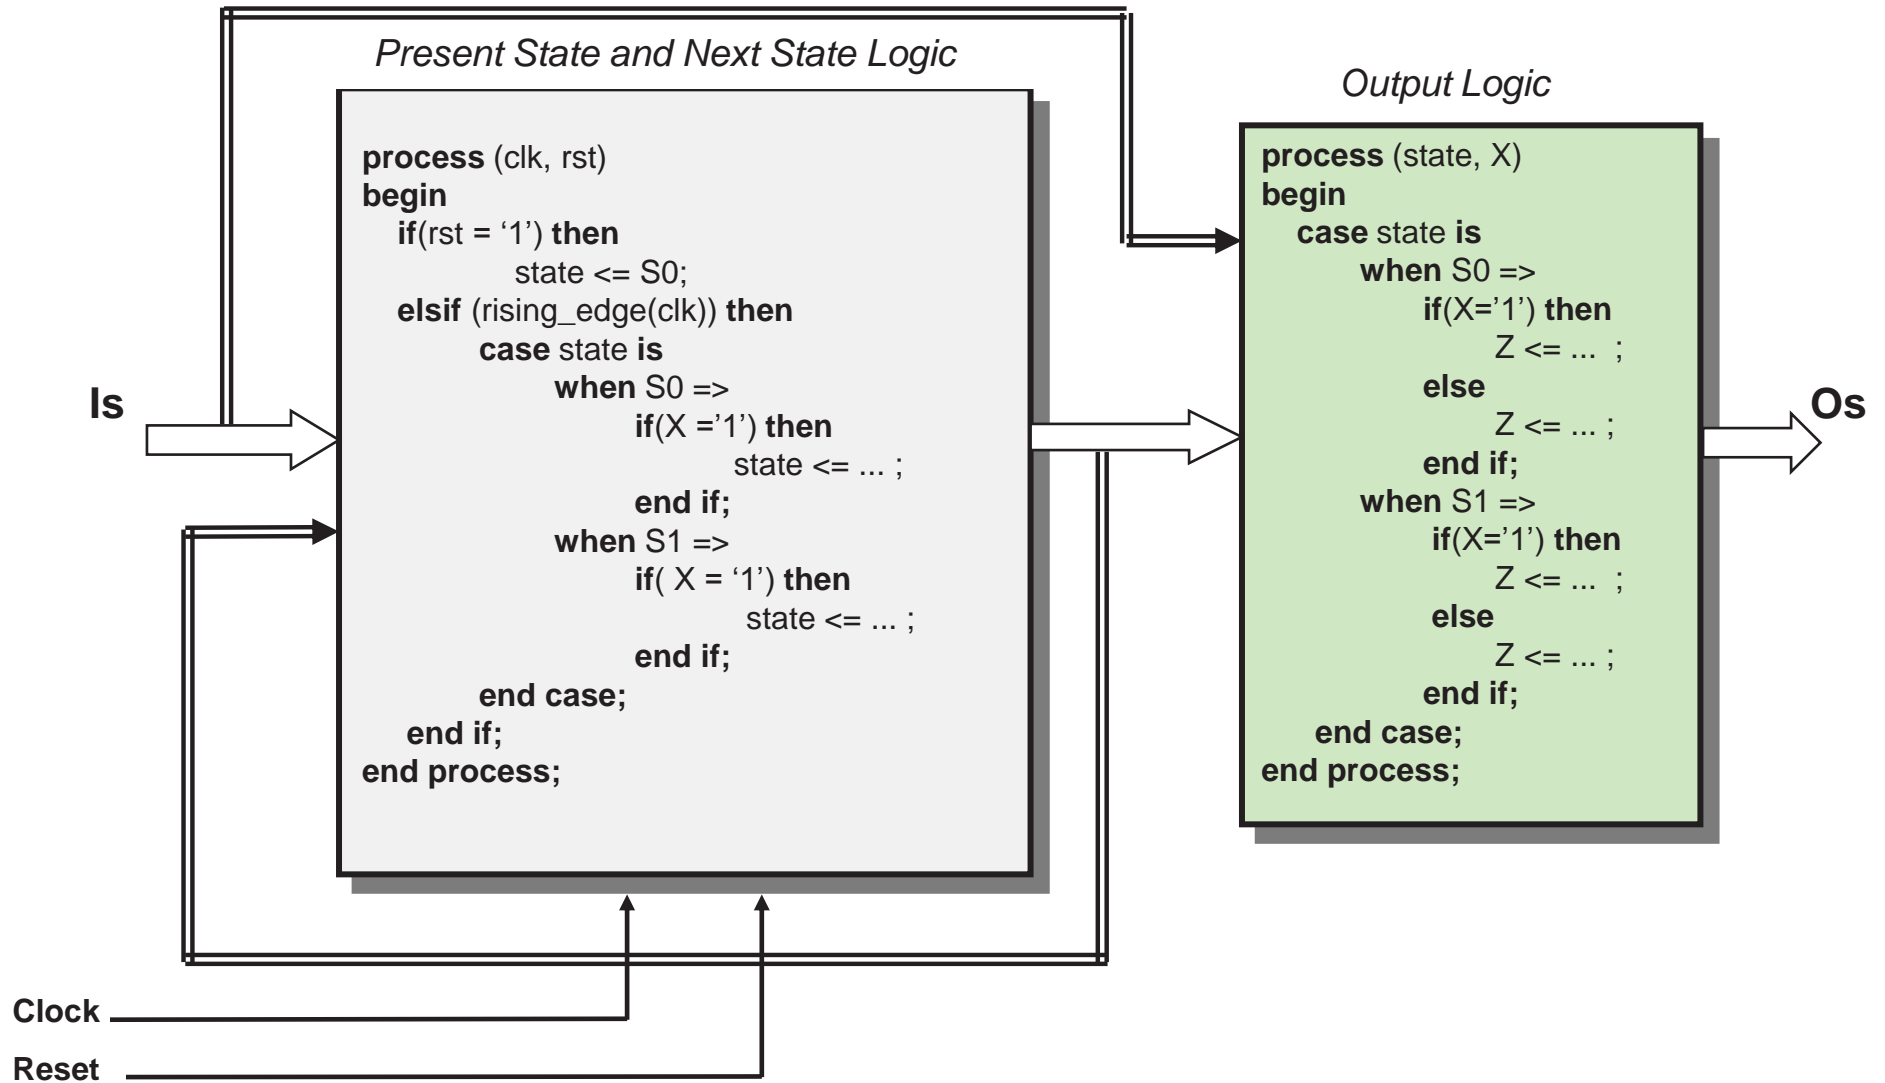 Present State and Next State Logic
process (clk, rst)
begin
if(rst = ‘1’) then
state <= S0;
elsif (rising_edge(clk)) then
case state is
when S0 =>
if(X =’1’) then
state <= ... ;
end if;
when S1 =>
if( X = ‘1’) then
state <= ... ;
end if;
end case;
end if;
end process;
Output Logic
process (state, X)
begin
case state is
when S0 =>
if(X=’1’) then
Z <= ... ;
else
Z <= ... ;
end if;
when S1 =>
if(X=’1’) then
Z <= ... ;
else
Z <= ... ;
end if;
end case;
end process;
Is
Os
Clock
Reset